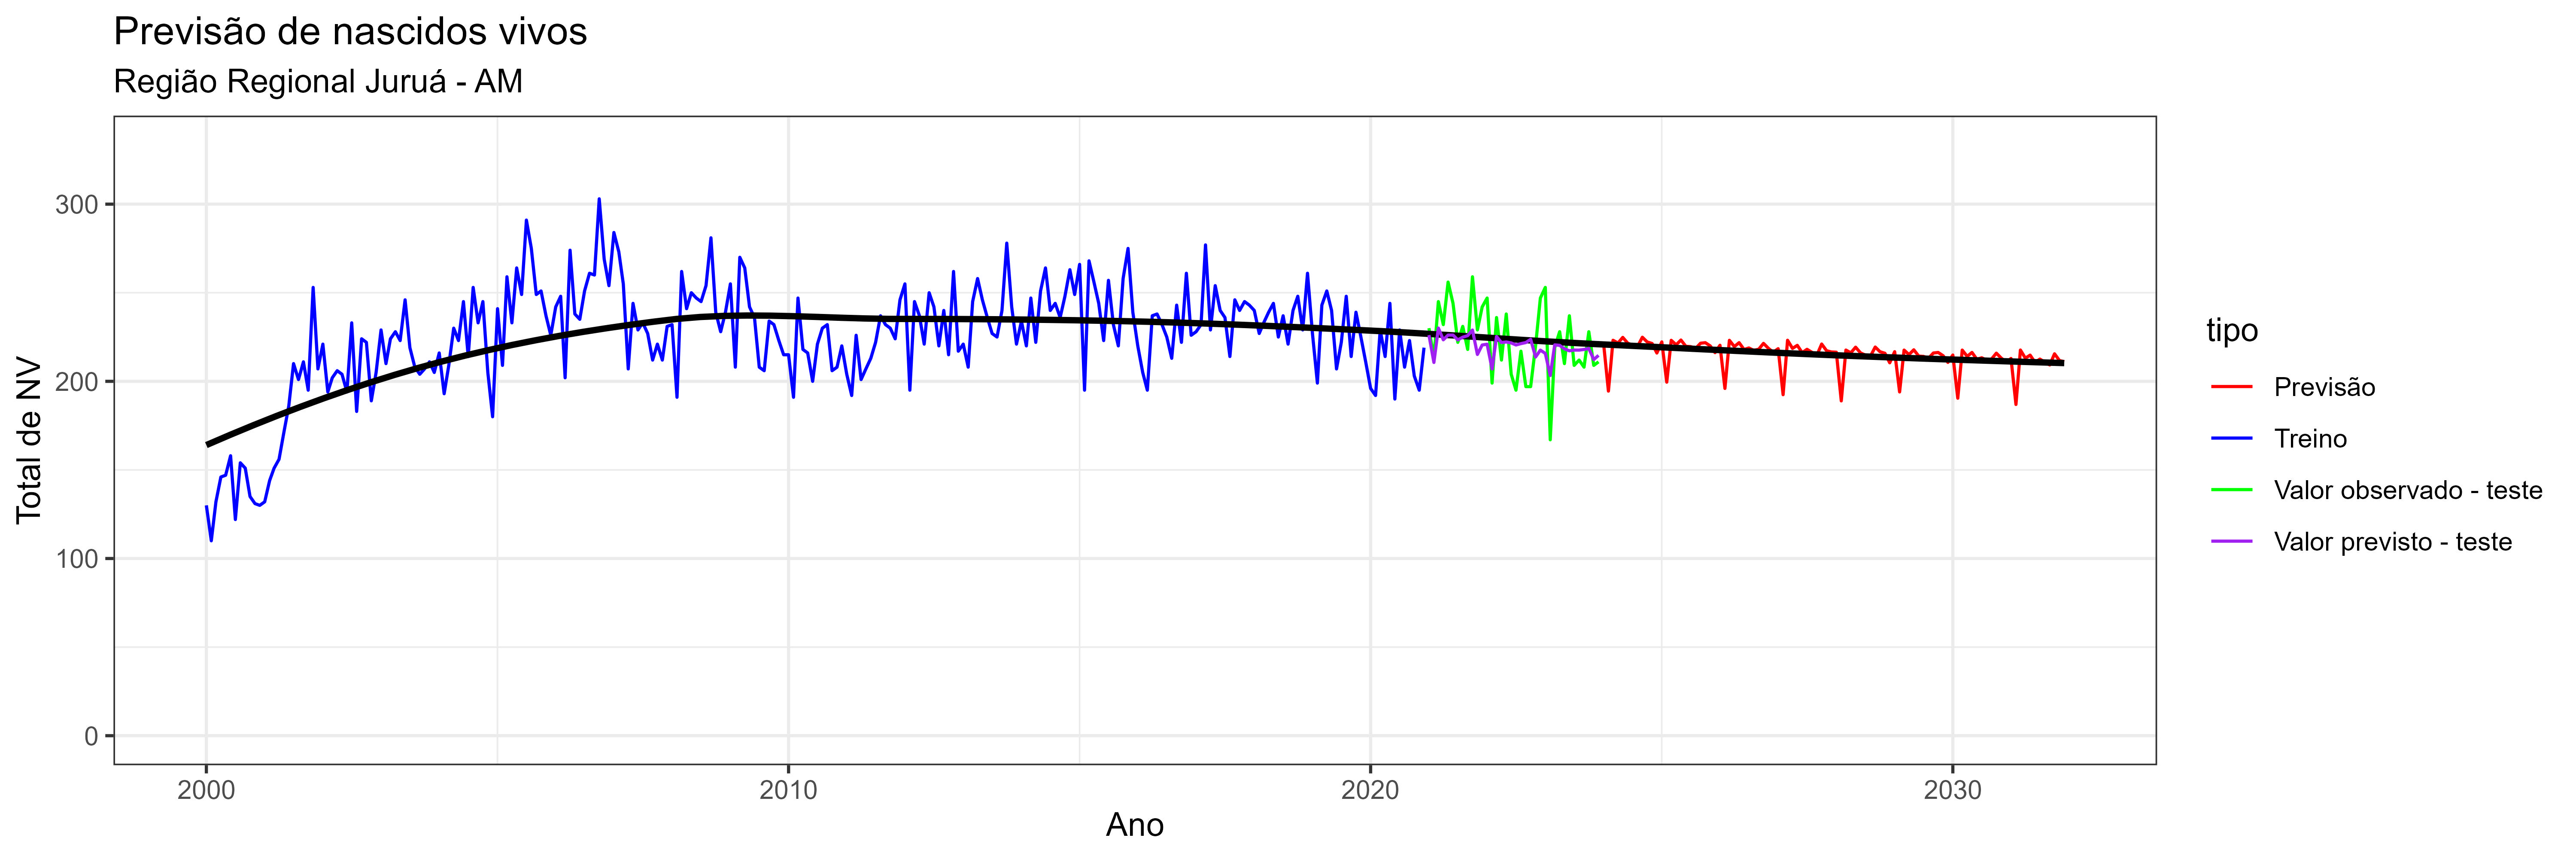 Previsão de nascidos vivos
Região Regional Juruá - AM
Total de NV
300
200
100
0
2000
2010
2020
2030
Ano
tipo
Previsão
Treino
Valor observado - teste
Valor previsto - teste